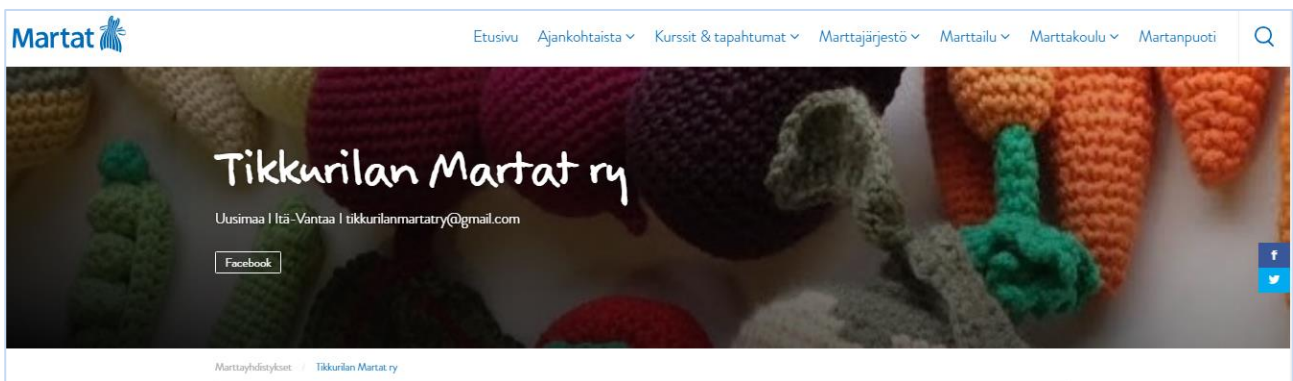 Martat
Etusivu Ajankohtaista Kurssit & tapahtumat Marttajärjestö Marttailu Marttakoulu Martanpuoti
Tikkurilan Martat ry
Uusimaa | Itä-Vantaa | tikkurilanmartatry@gmail.com
Facebook
Marttayhdistykset / Tikkurilan Martat ry